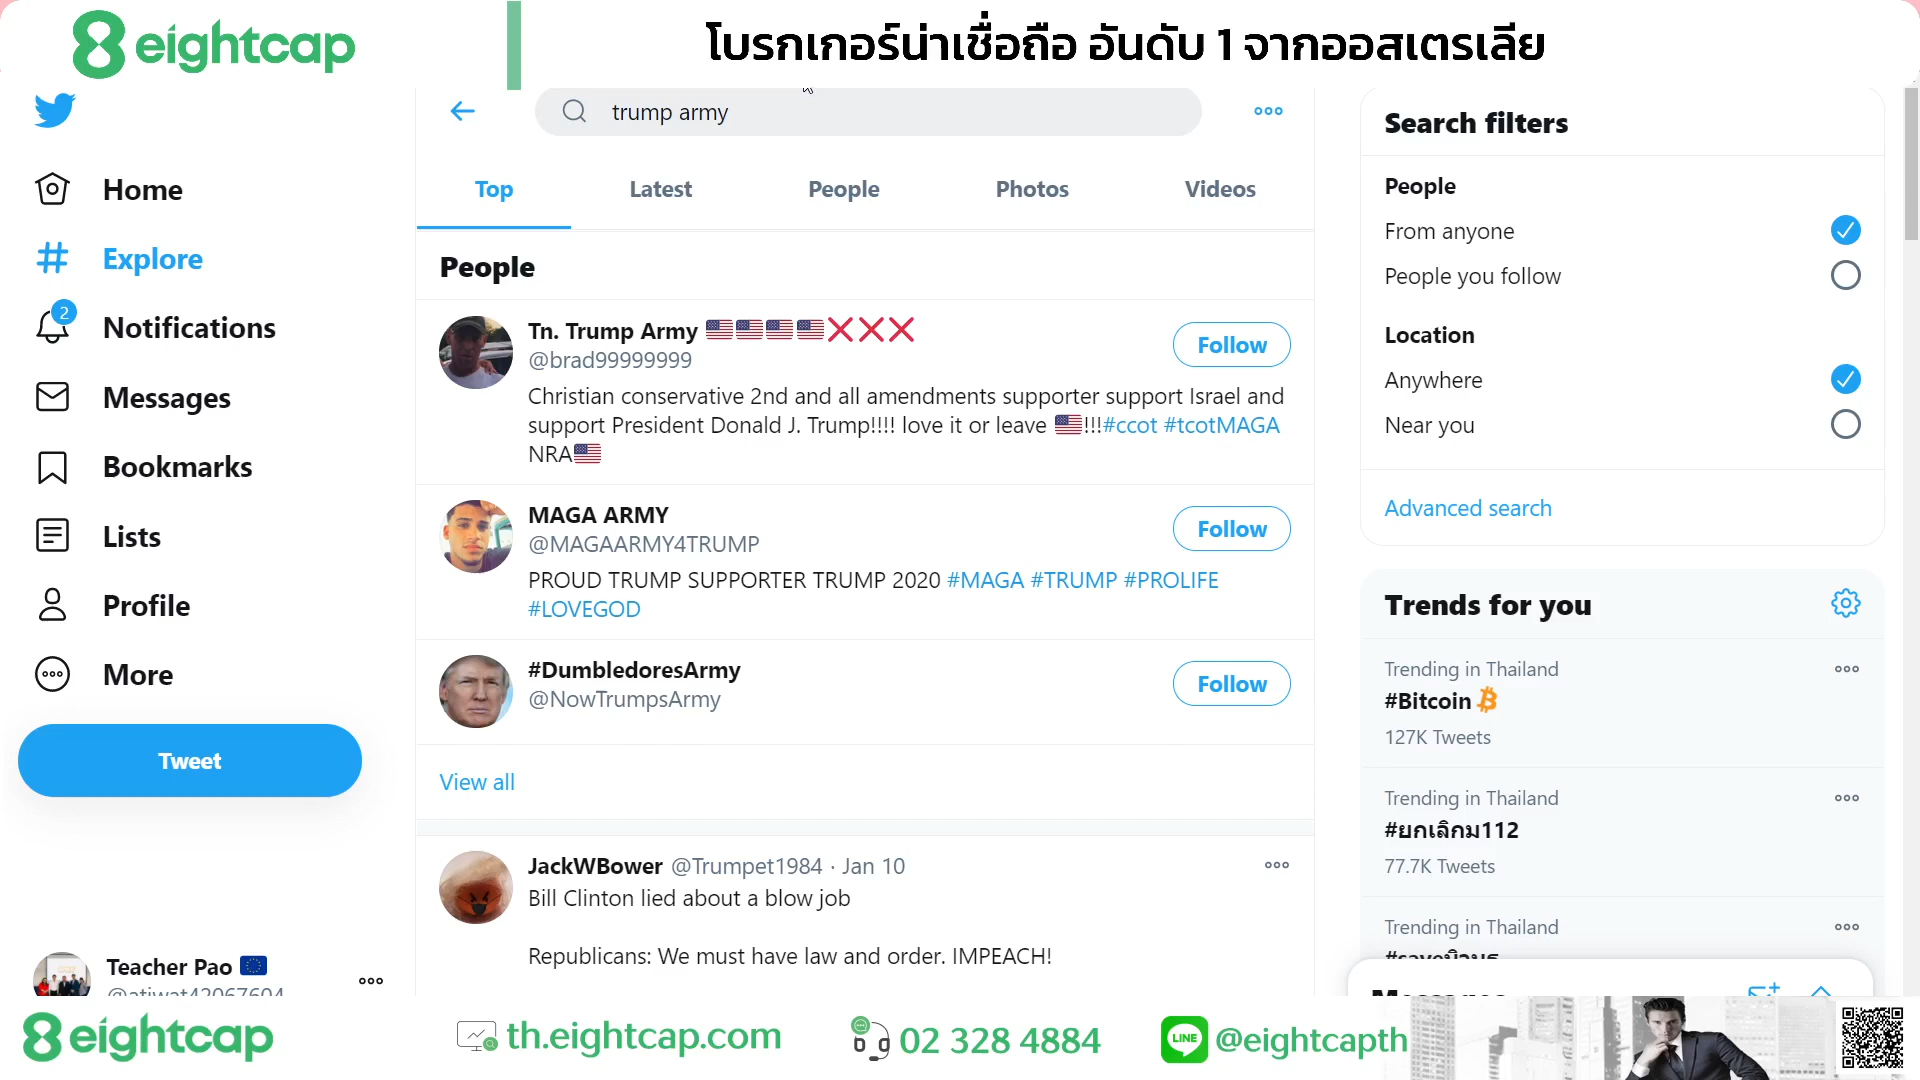 eightcap
โบรกเกอร์น่าเชื่อถือ อันดับ 1 จากออสเตรเลีย
trump army
Home
Explore
2
Notifications
Messages
Bookmarks
Lists
Profile
More
Tweet
Teacher Pao
@atiwat42067604
Top
Latest
People
Photos
Videos
People
Tn. Trump Army
@brad99999999
Follow
Christian conservative 2nd and all amendments supporter support Israel and
support President Donald J. Trump!!!! love it or leave !!!#ccot #tcotMAGA
NRA
MAGA ARMY
@MAGAARMY4TRUMP
Follow
PROUD TRUMP SUPPORTER TRUMP 2020 #MAGA #TRUMP #PROLIFE
#LOVEGOD
#DumbledoresArmy
@NowTrumpsArmy
Follow
View all
JackWBower @Trumpet1984 · Jan 10
Bill Clinton lied about a blow job
Republicans: We must have law and order. IMPEACH!
Search filters
People
From anyone
People you follow
Location
Anywhere
Near you
Advanced search
Trends for you
Trending in Thailand
#Bitcoin
127K Tweets
Trending in Thailand
#ยกเลิกม112
77.7K Tweets
Trending in Thailand
Messages
eightcap
th.eightcap.com
02 328 4884
LINE
@eightcapth